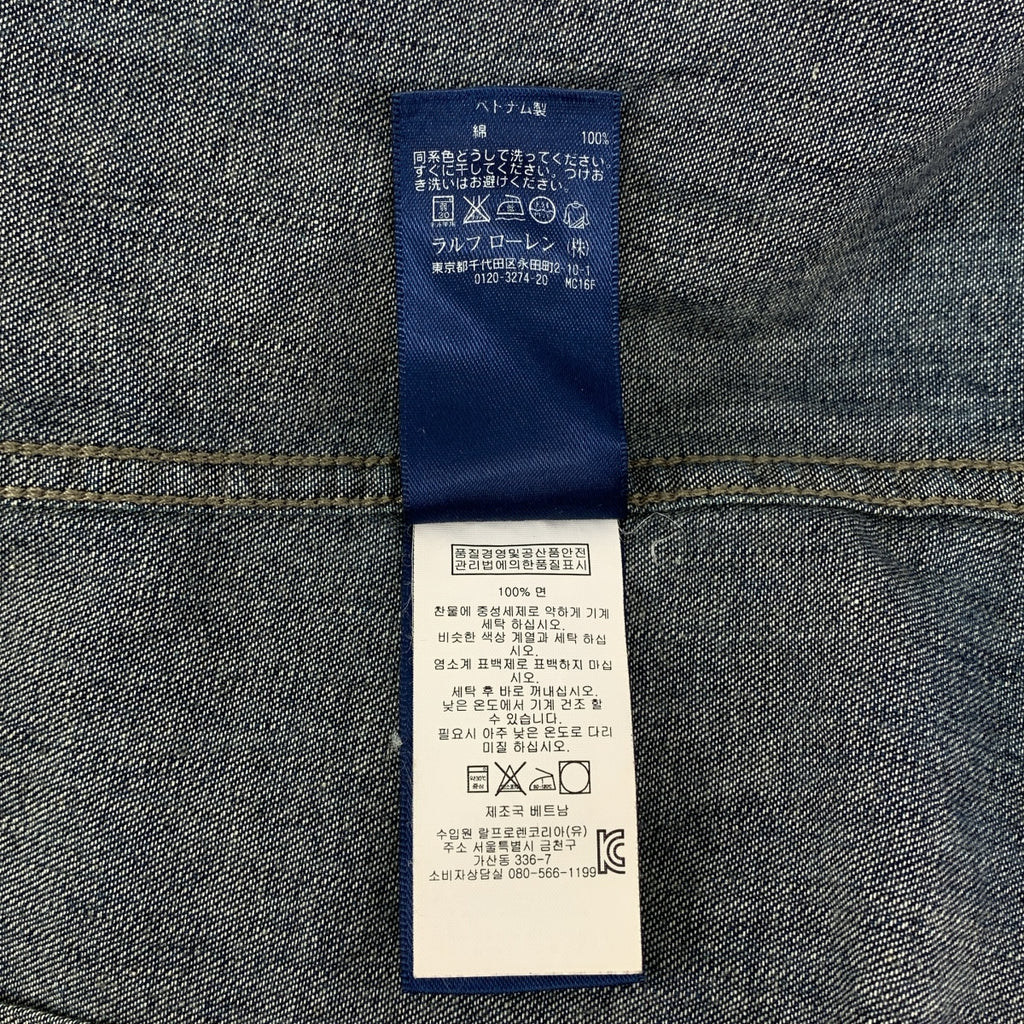 ベトナム製
綿 100%
同系色どうしで洗ってください
すぐに干してください。つけお
き洗いはお避けください。
弱
30
低
ラルフ ローレン (株)
東京都千代田区永田町2-10-1
0120-3274-20 MC16F
품질경영및공산품안전
관리법에의한품질표시
100% 면
찬물에 중성세제로 약하게 기계
세탁 하십시오.
비슷한 색상 계열과 세탁 하십
시오.
염소계 표백제로 표백하지 마십
시오.
세탁 후 바로 꺼내십시오.
낮은 온도에서 기계 건조 할
수 있습니다.
필요시 아주 낮은 온도로 다리
미질 하십시오.
약30℃
중성
80-120℃
제조국 베트남
수입원 랄프로렌코리아(유)
주소 서울특별시 금천구
가산동 336-7
소비자상담실 080-566-1199